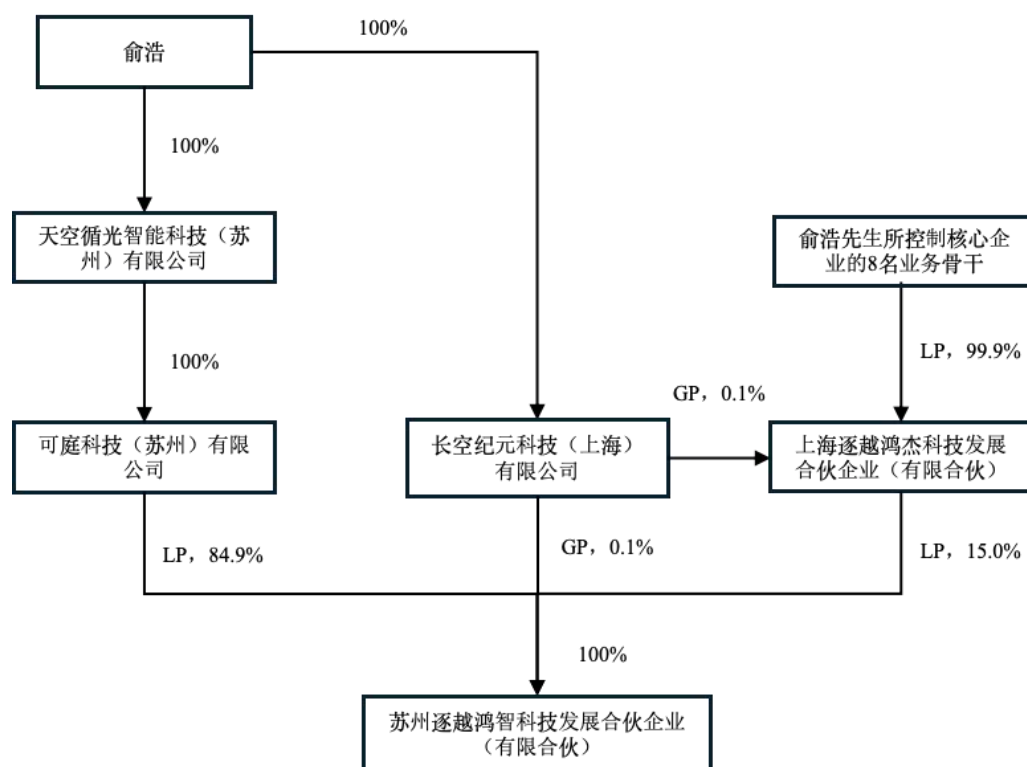 俞浩
100%
100%
天空循光智能科技（苏
州）有限公司
俞浩先生所控制核心企
业的8名业务骨干
100%
LP，99.9%
GP，0.1%
可庭科技（苏州）有限
公司
长空纪元科技（上海）
有限公司
上海逐越鸿杰科技发展
合伙企业（有限合伙）
LP，84.9%
GP，0.1%
LP，15.0%
100%
苏州逐越鸿智科技发展合伙企业
（有限合伙）